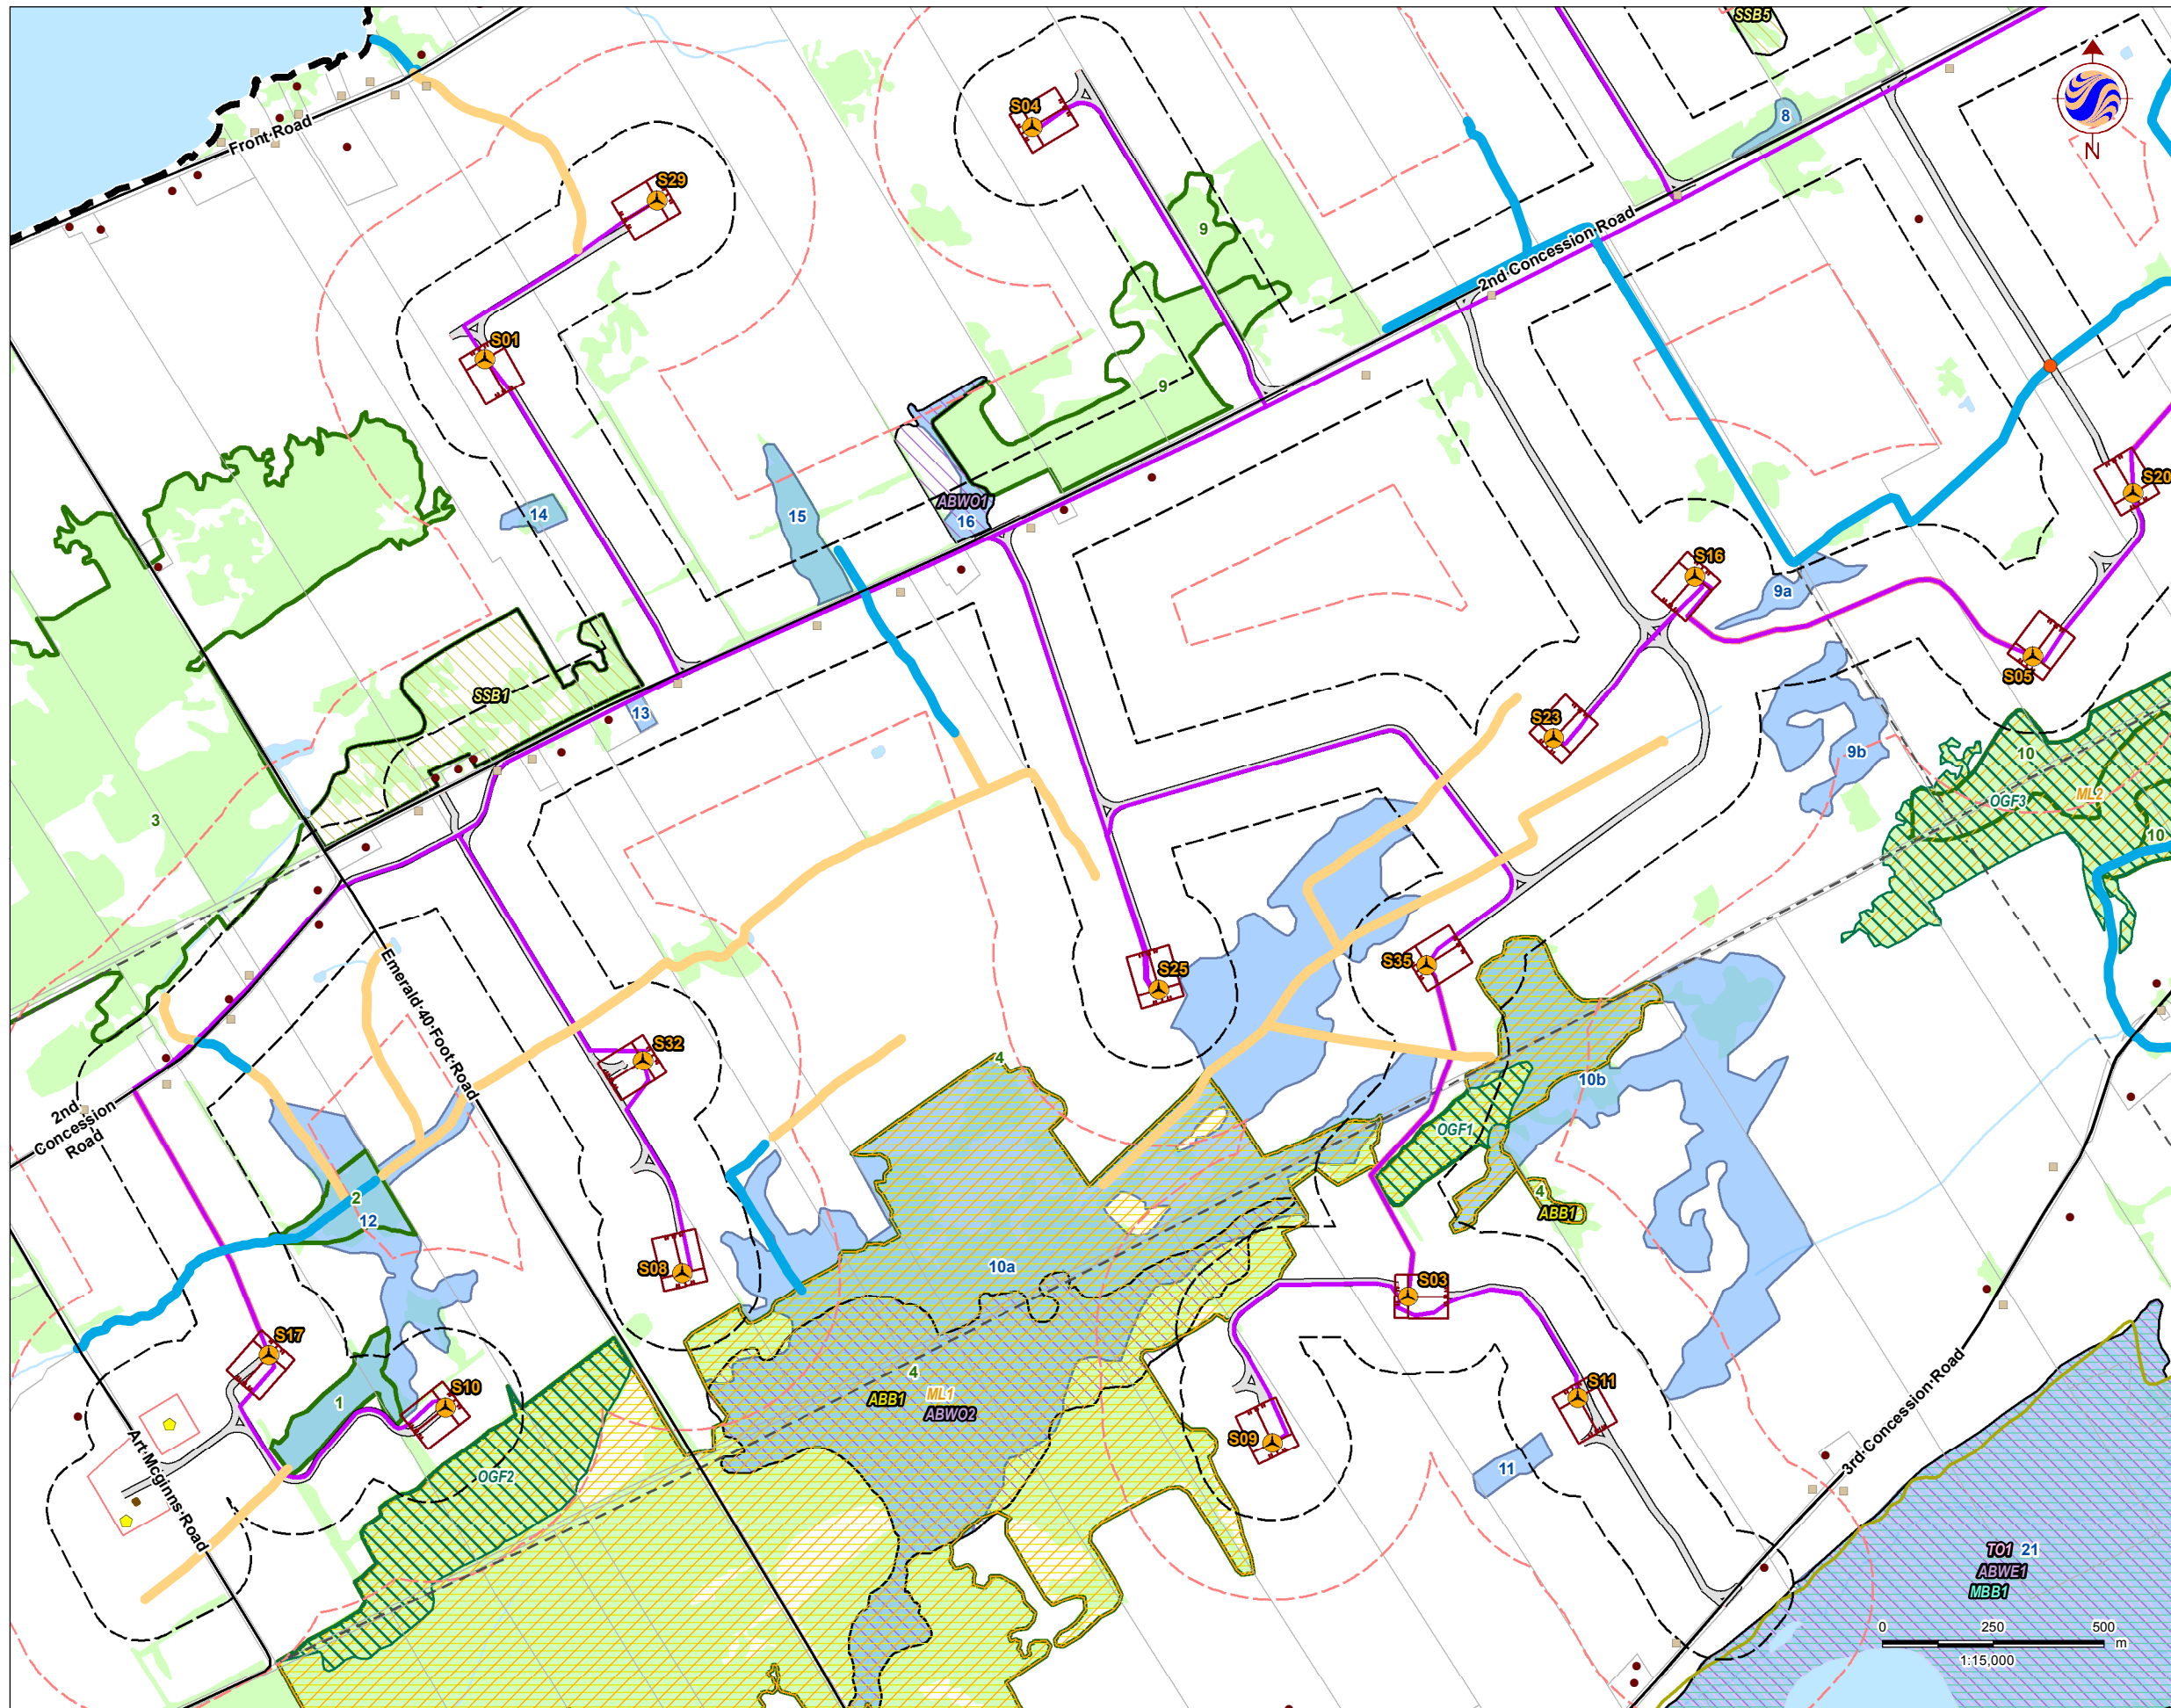 SSB5
S04
8
N
Front Road
S29
9
2nd Concession Road
S01
9
S20
ABWO1
16
15
14
S16
9a
S05
SSB1
13
S23
9b
10
OGF3
ML2
10
3
Emerald 40 Foot Road
S25
S35
S32
4
10b
2nd
Concession
Road
OGF1
2
12
4
ABB1
S08
10a
S03
S17
S10
1
4
ABB1
ML1
ABWO2
S11
S09
11
3rd Concession Road
Art Mcginns Road
OGF2
TO1
21
ABWE1
MBB1
0 250 500
m
1:15,000